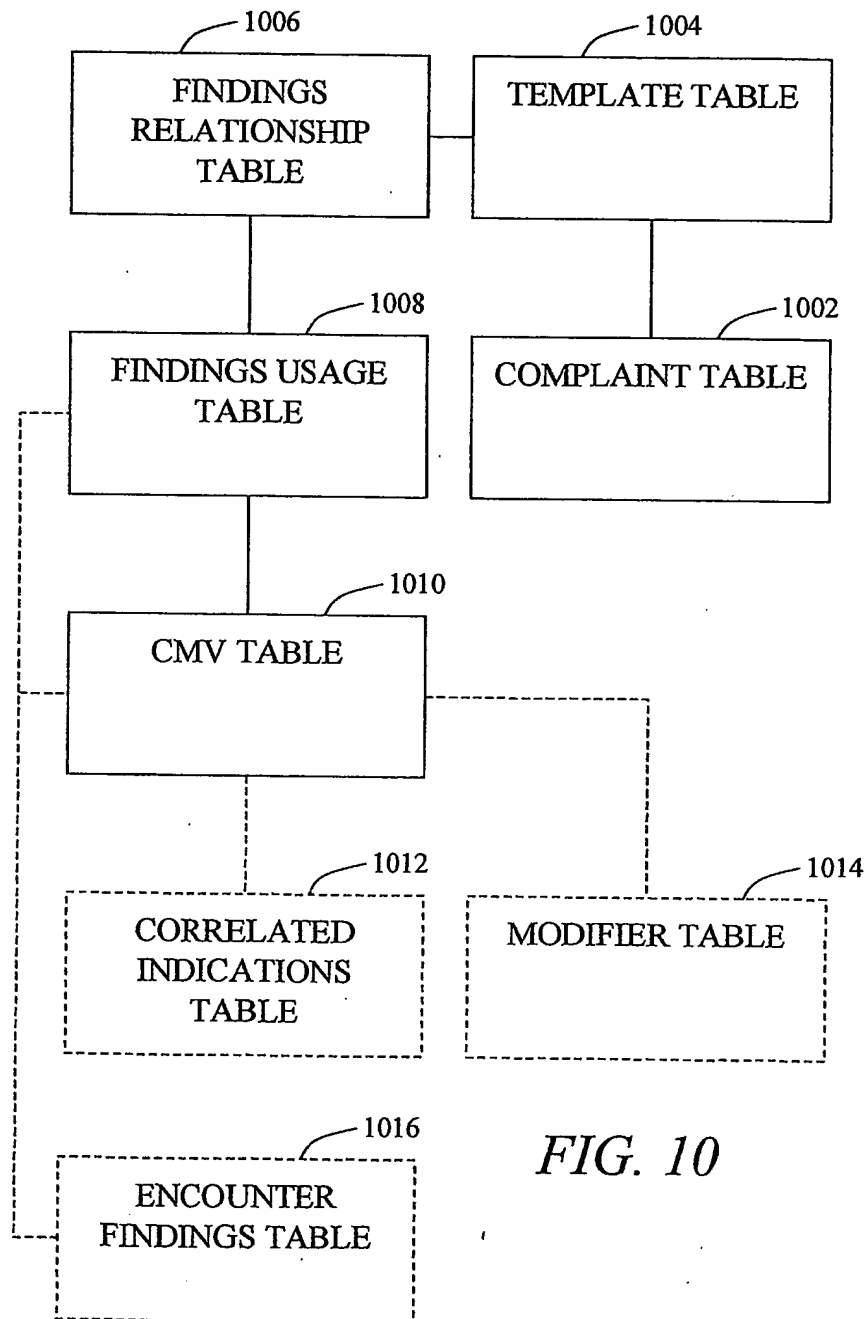 1006
1004
FINDINGS
RELATIONSHIP
TABLE
TEMPLATE TABLE
1008
1002
FINDINGS USAGE
TABLE
COMPLAINT TABLE
1010
CMV TABLE
1012
1014
CORRELATED
INDICATIONS
TABLE
MODIFIER TABLE
1016
ENCOUNTER
FINDINGS TABLE
FIG. 10